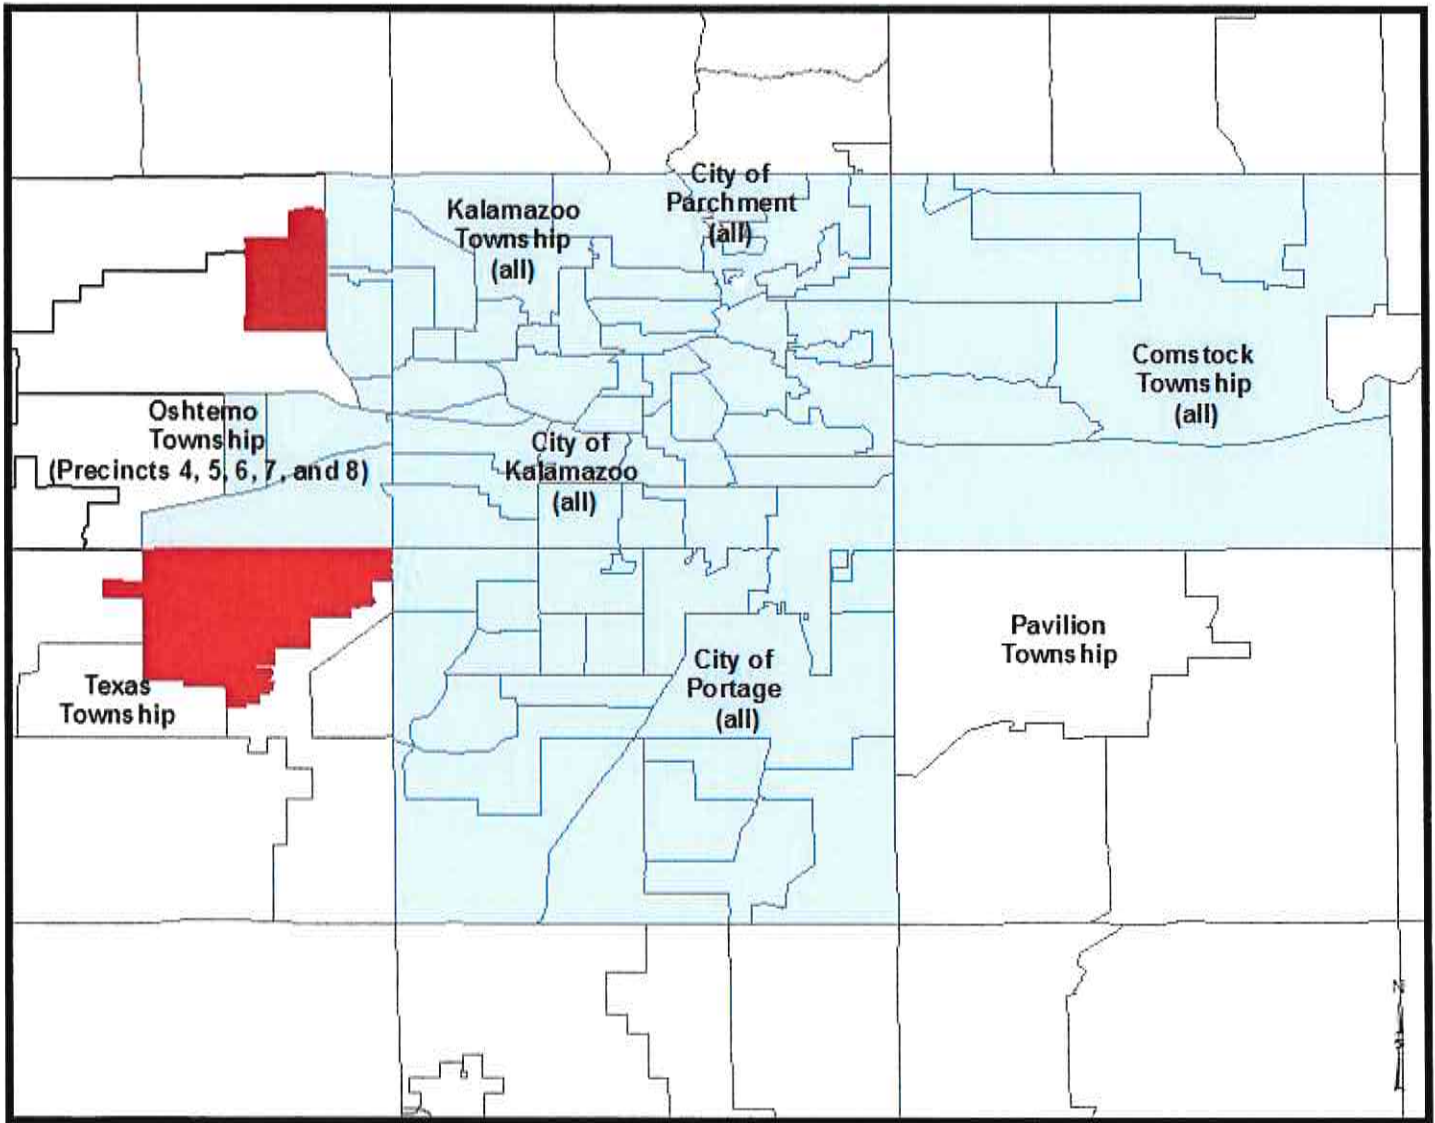 City of
Parchment
(all)
Kalamazoo
Township
(all)
Comstock
Township
(all)
Oshtemo
Township
(Precincts 4, 5, 6, 7, and 8)
City of
Kalamazoo
(all)
Pavilion
Township
City of
Portage
(all)
Texas
Township
N